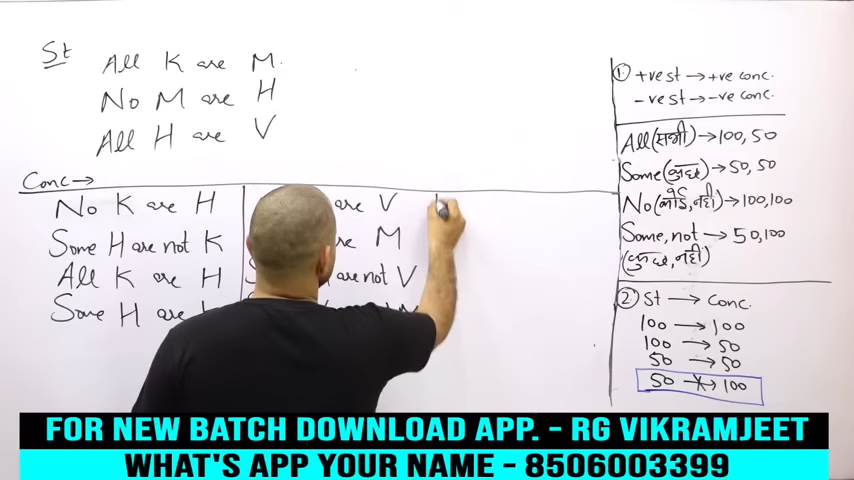 St
All K are M.
No M are H
All H are V
Conc→
No K are H
Some H are not K
All K are H
Some H are
are V
M
are not V
1. +ve st → +ve conc.
-ve st → -ve conc.
All (सभी) → 100, 50
Some (कुछ) → 50, 50
No (कोई नहीं) → 100, 100
Some, not → 50, 100
(कुछ, नहीं)
2. St → Conc.
100 → 100
100 → 50
50 → 50
50 → 100
FOR NEW BATCH DOWNLOAD APP. - RG VIKRAMJEET
WHAT'S APP YOUR NAME - 8506003399